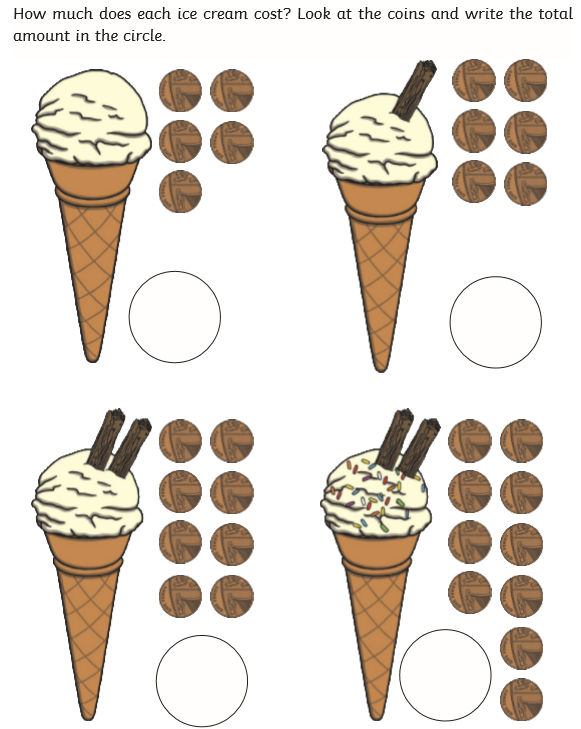 How much does each ice cream cost? Look at the coins and write the total
amount in the circle.